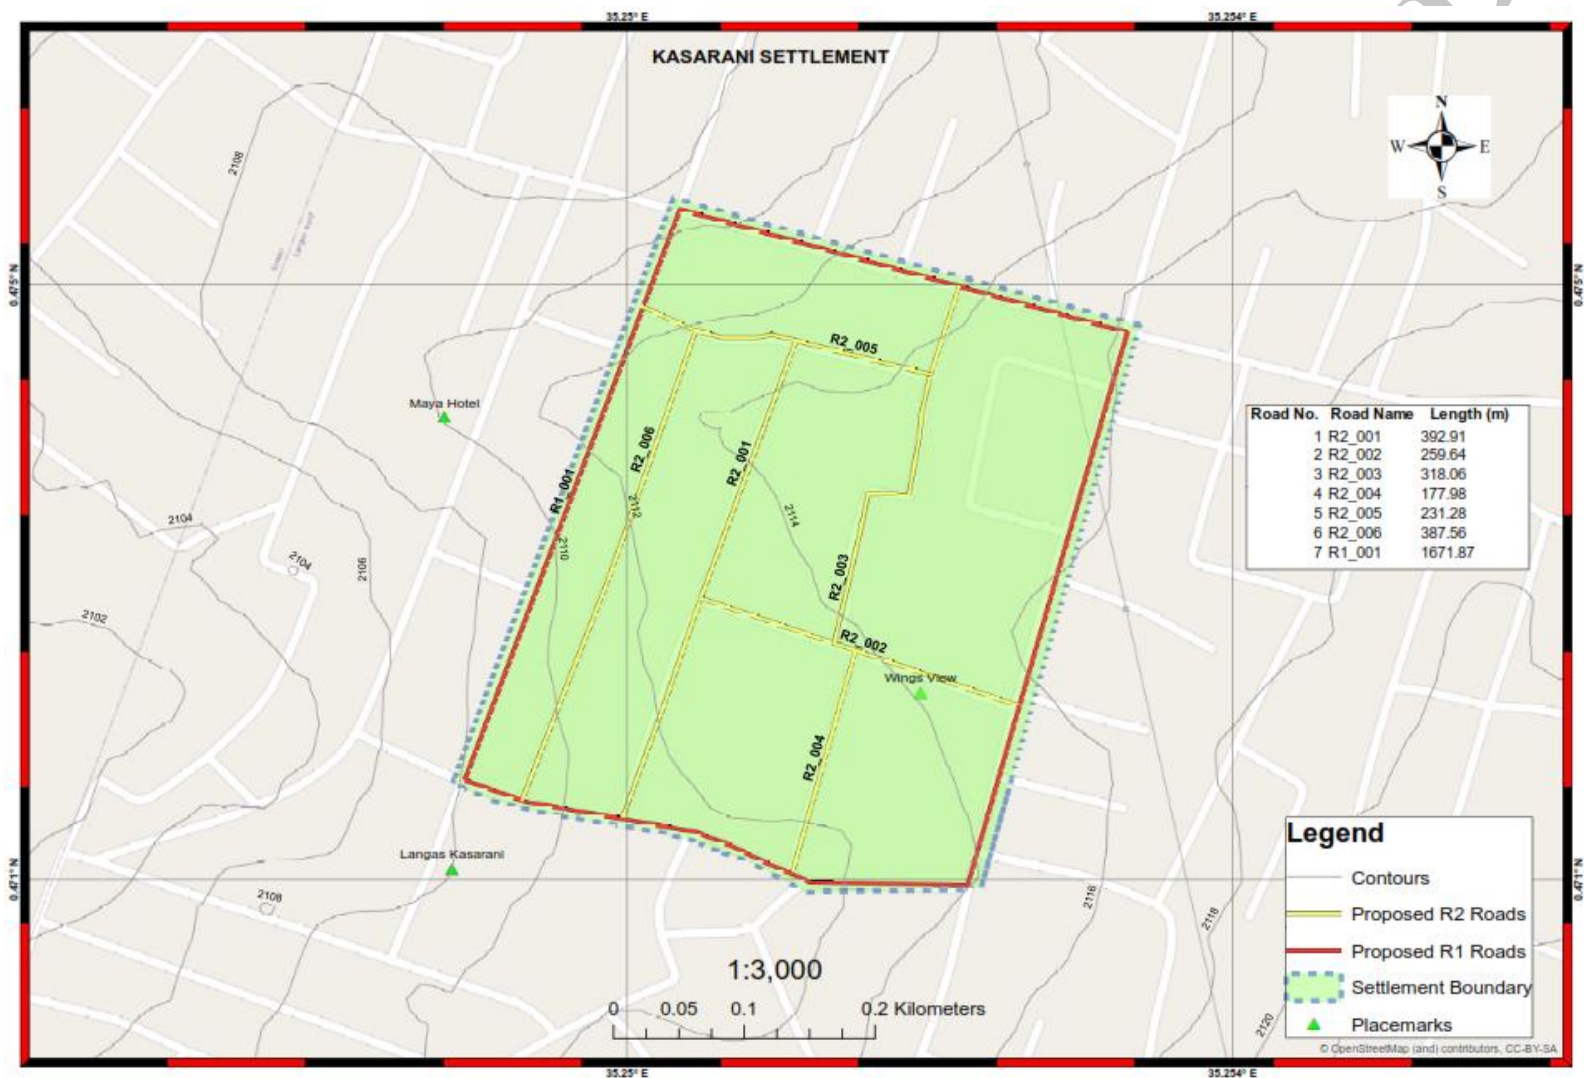 35.25° E
35.254° E
KASARANI SETTLEMENT
N
W
E
S
2108
0.475° N
0.475° N
R2_005
Maya Hotel
Road No. Road Name Length (m)
1 R2_001 392.91
2 R2_002 259.64
3 R2_003 318.06
4 R2_004 177.98
5 R2_005 231.28
6 R2_006 387.56
7 R1_001 1671.87
R2_006
R2_001
R1_001
2112
2114
2104
2110
2104
2106
R2_003
2102
R2_002
Wings View
R2_004
Langas Kasarani
2108
0.471° N
0.471° N
2116
2118
2120
1:3,000
0 0.05 0.1 0.2 Kilometers
Legend
Contours
Proposed R2 Roads
Proposed R1 Roads
Settlement Boundary
Placemarks
© OpenStreetMap (and) contributors, CC-BY-SA
35.25° E
35.254° E